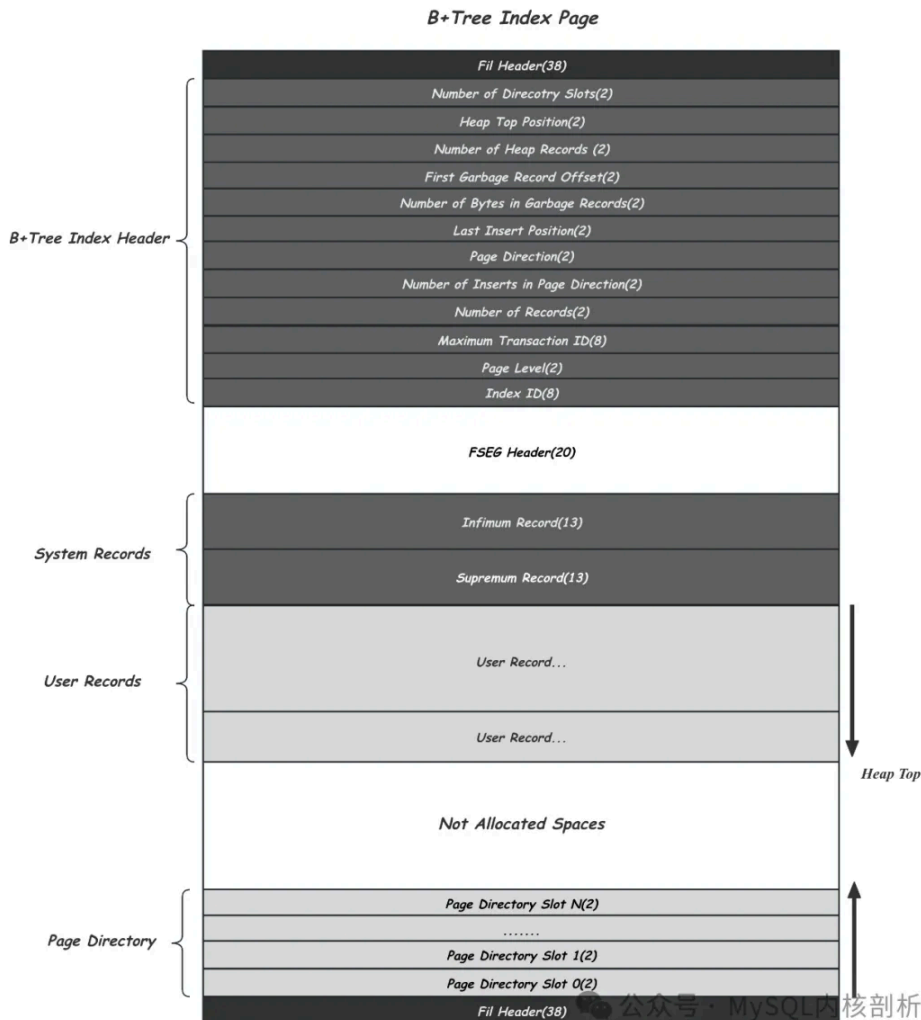 B+Tree Index Page
Fil Header(38)
Number of Direcotry Slots(2)
Heap Top Position(2)
Number of Heap Records (2)
First Garbage Record Offset(2)
Number of Bytes in Garbage Records(2)
B+Tree Index Header
Last Insert Position(2)
Page Direction(2)
Number of Inserts in Page Direction(2)
Number of Records(2)
Maximum Transaction ID(8)
Page Level(2)
Index ID(8)
FSEG Header(20)
System Records
Infimum Record(13)
Supremum Record(13)
User Records
User Record...
User Record...
Heap Top
Not Allocated Spaces
Page Directory
Page Directory Slot N(2)
.......
Page Directory Slot 1(2)
Page Directory Slot 0(2)
Fil Header(38)
公众号 · MySQL内核剖析